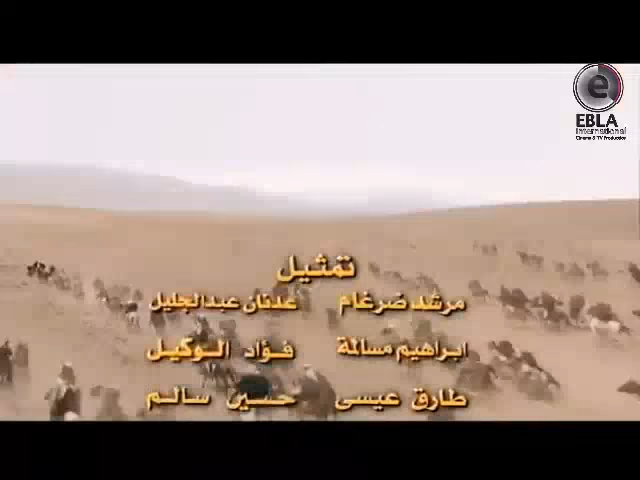 EBLA
International
Cinema & TV Production
تمثيل
مرشد ضرغام عدنان عبدالجليل
ابراهيم مسالمة فؤاد الوكيل
طارق عيسى حسين سالم